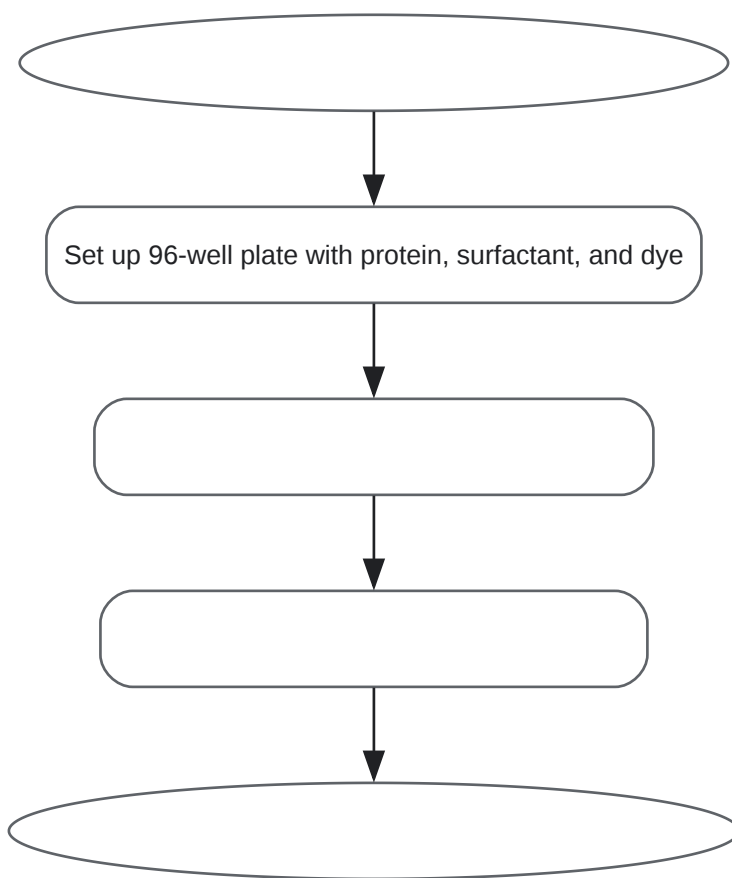 Set up 96-well plate with protein, surfactant, and dye